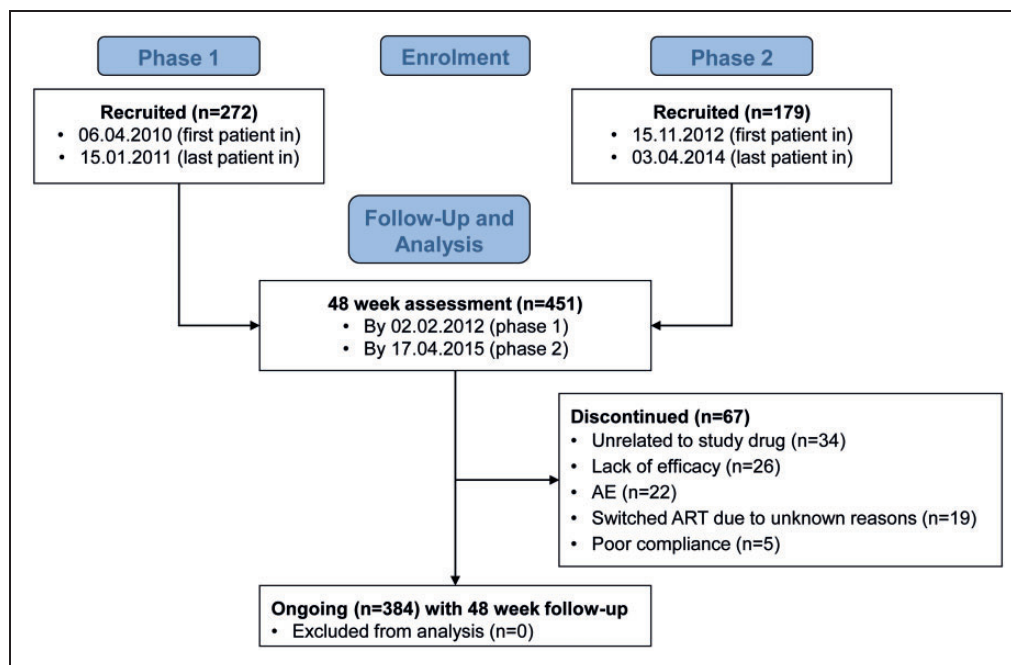 Phase 1
Enrolment
Phase 2
Recruited (n=272)
• 06.04.2010 (first patient in)
• 15.01.2011 (last patient in)
Recruited (n=179)
• 15.11.2012 (first patient in)
• 03.04.2014 (last patient in)
Follow-Up and
Analysis
48 week assessment (n=451)
• By 02.02.2012 (phase 1)
• By 17.04.2015 (phase 2)
Discontinued (n=67)
• Unrelated to study drug (n=34)
• Lack of efficacy (n=26)
• AE (n=22)
• Switched ART due to unknown reasons (n=19)
• Poor compliance (n=5)
Ongoing (n=384) with 48 week follow-up
• Excluded from analysis (n=0)